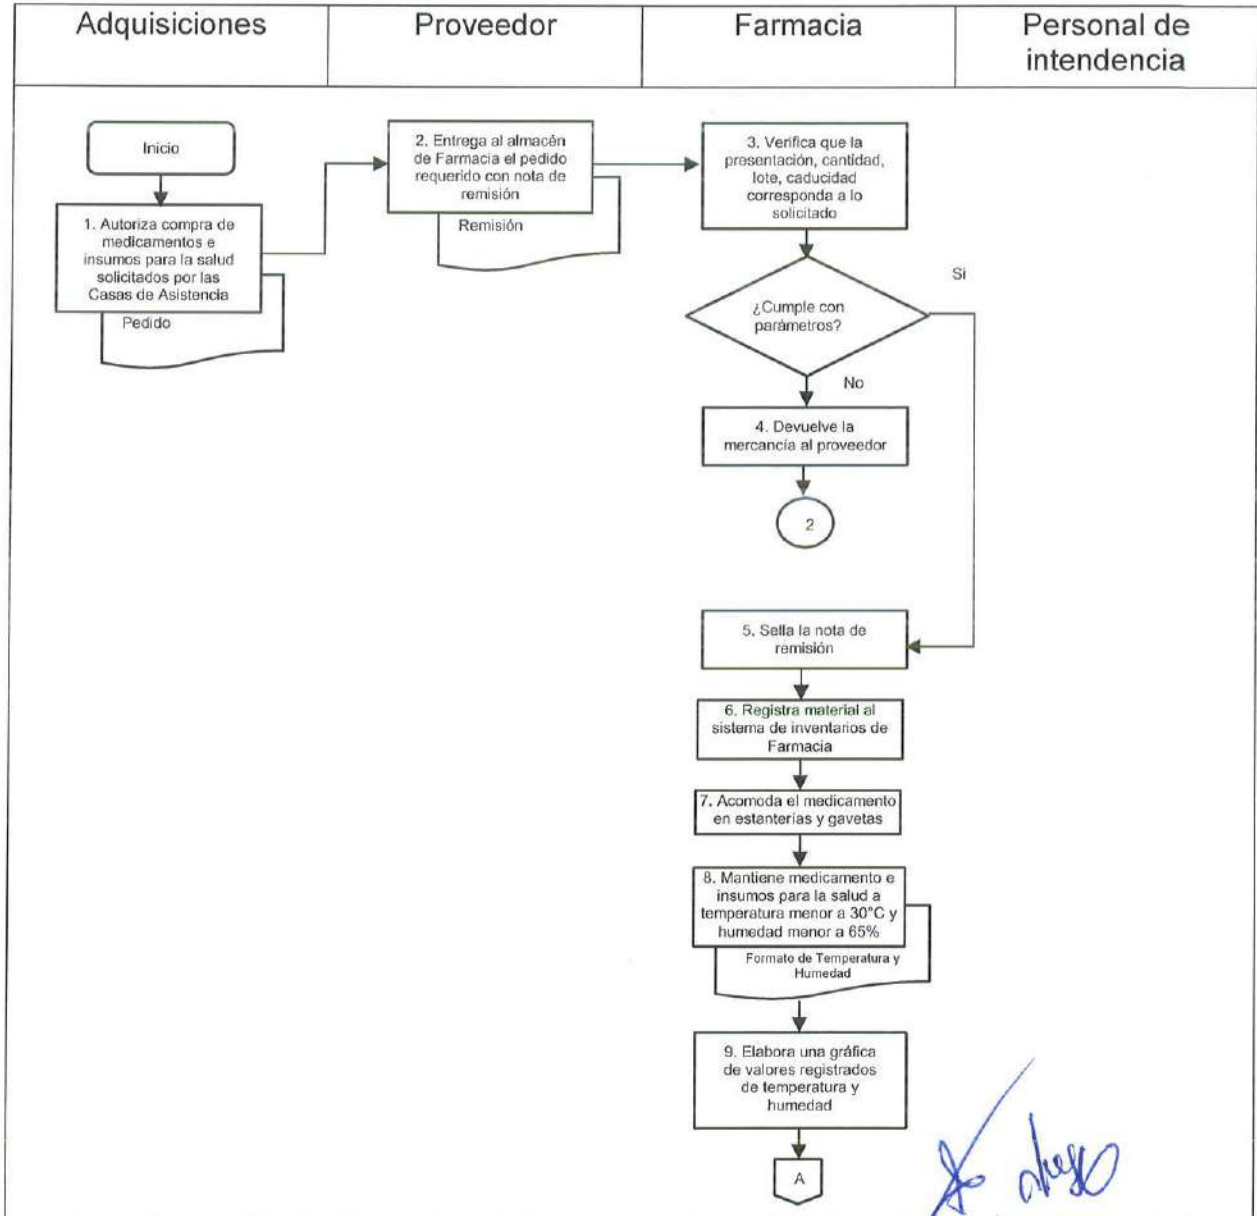 Adquisiciones
Proveedor
Farmacia
Personal de
intendencia
Inicio
1. Autoriza compra de
medicamentos e
insumos para la salud
solicitados por las
Casas de Asistencia
Pedido
2. Entrega al almacén
de Farmacia el pedido
requerido con nota de
remisión
Remisión
3. Verifica que la
presentación, cantidad,
lote, caducidad
corresponda a lo
solicitado
¿Cumple con
parámetros?
Si
No
4. Devuelve la
mercancía al proveedor
2
5. Sella la nota de
remisión
6. Registra material al
sistema de inventarios de
Farmacia
7. Acomoda el medicamento
en estanterías y gavetas
8. Mantiene medicamento e
insumos para la salud a
temperatura menor a 30°C y
humedad menor a 65%
Formato de Temperatura y
Humedad
9. Elabora una gráfica
de valores registrados
de temperatura y
humedad
A